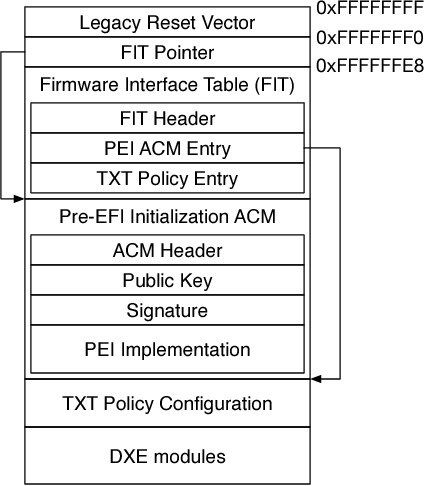 Legacy Reset Vector
0xFFFFFFFF
FIT Pointer
0xFFFFFFF0
0xFFFFFFE8
Firmware Interface Table (FIT)
FIT Header
PEI ACM Entry
TXT Policy Entry
Pre-EFI Initialization ACM
ACM Header
Public Key
Signature
PEI Implementation
TXT Policy Configuration
DXE modules